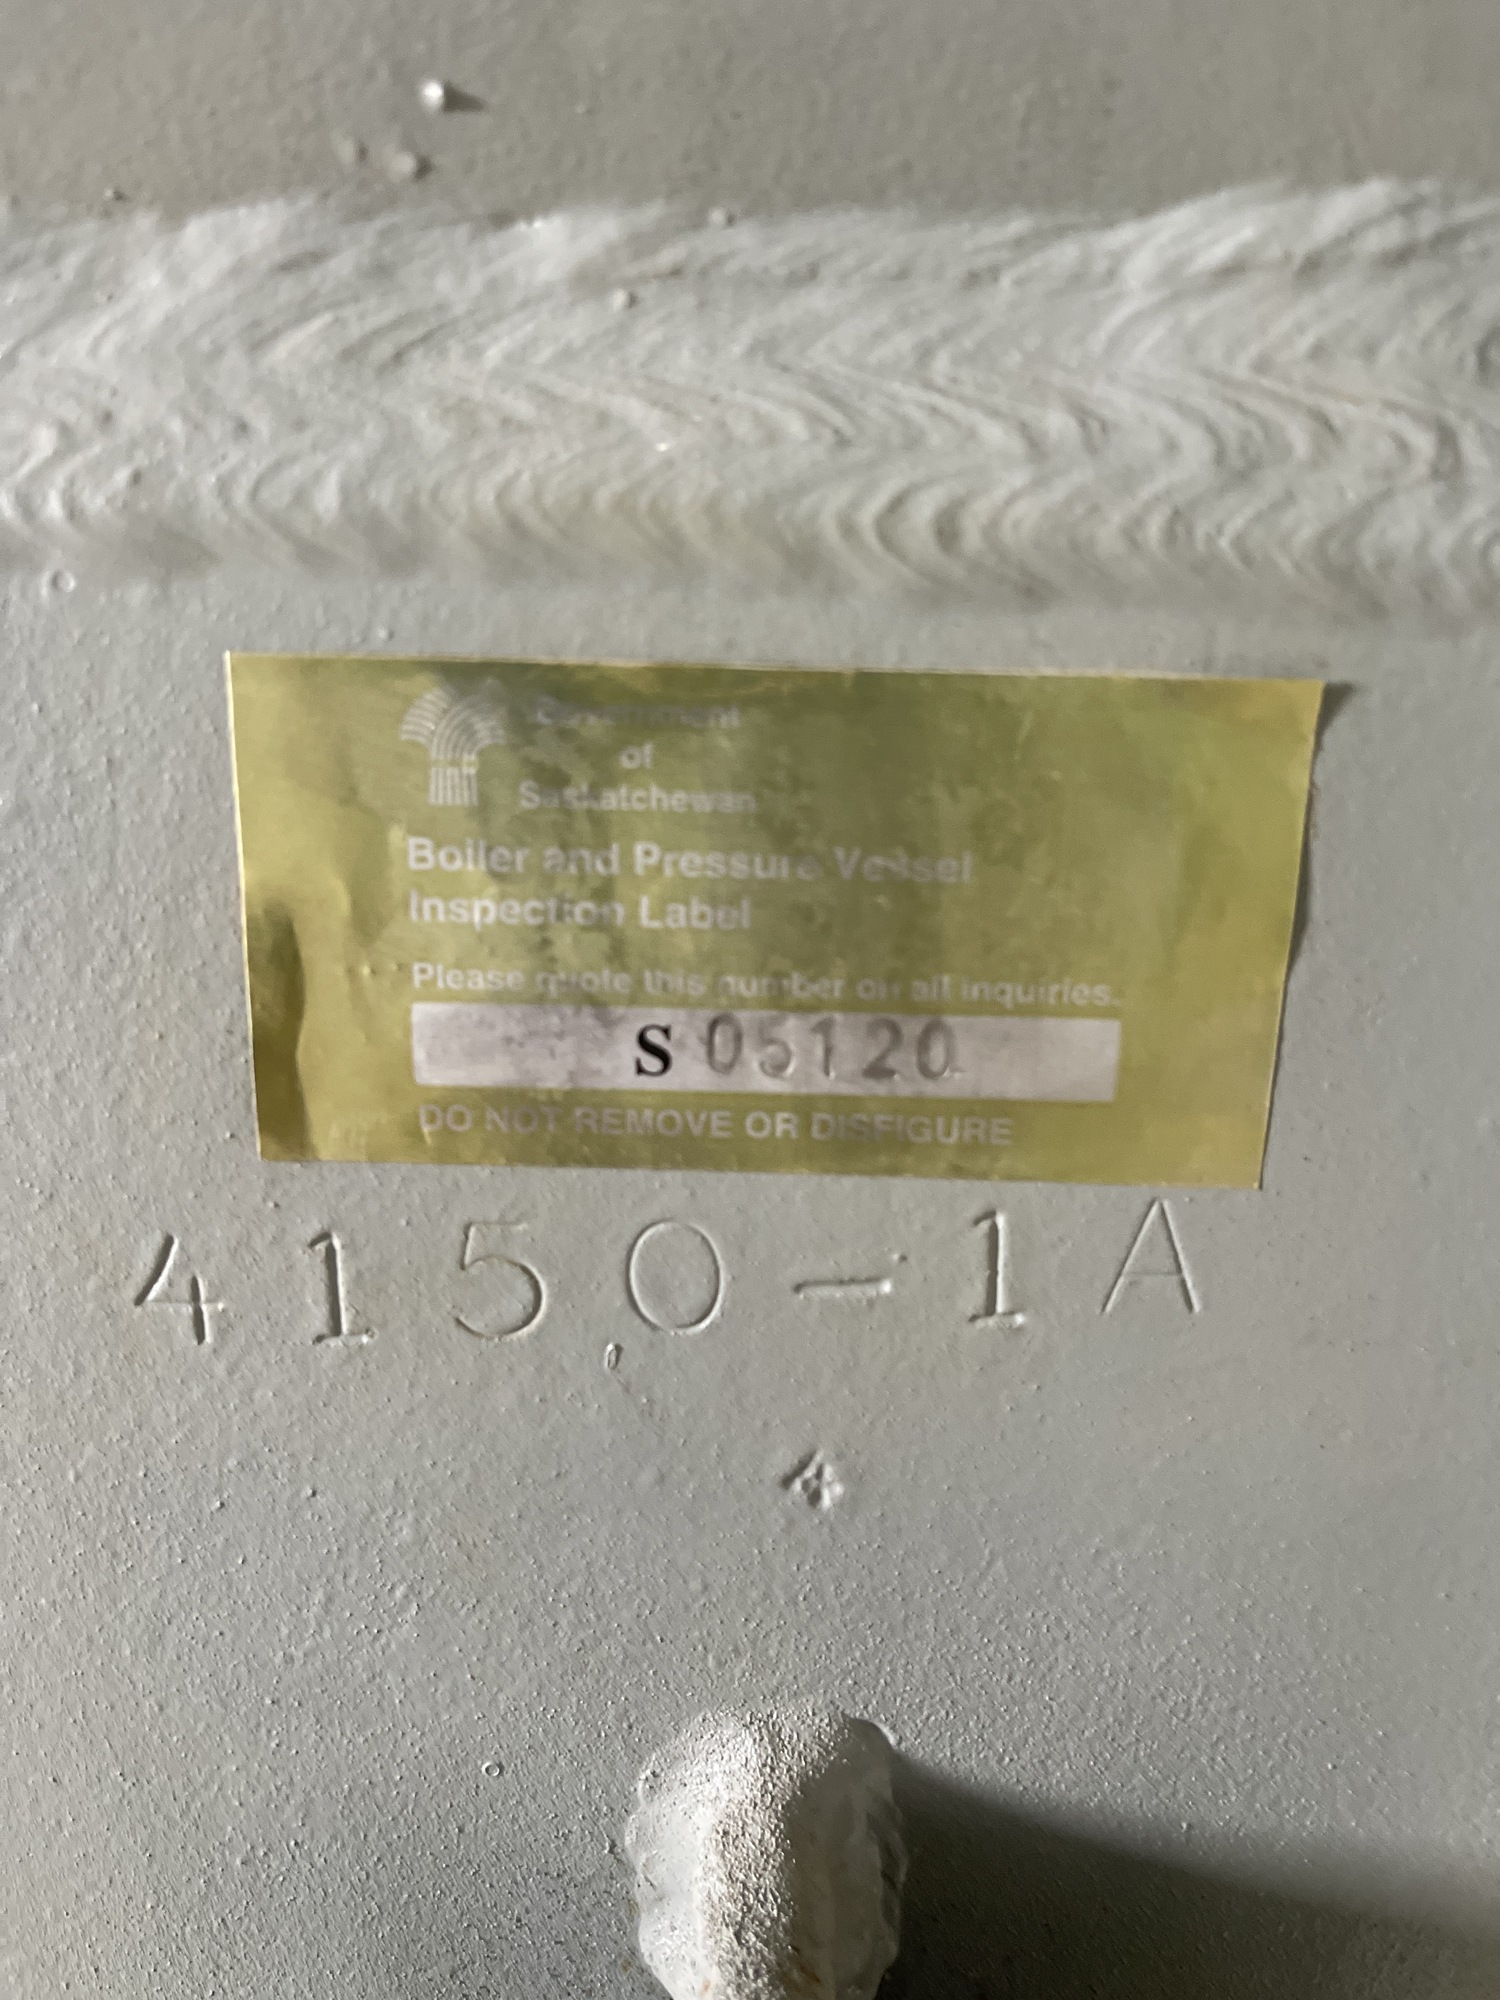 Government
of
Saskatchewan
Boiler and Pressure Vessel
Inspection Label
Please quote this number on all inquiries.
S 05120
DO NOT REMOVE OR DISFIGURE
4150-1A